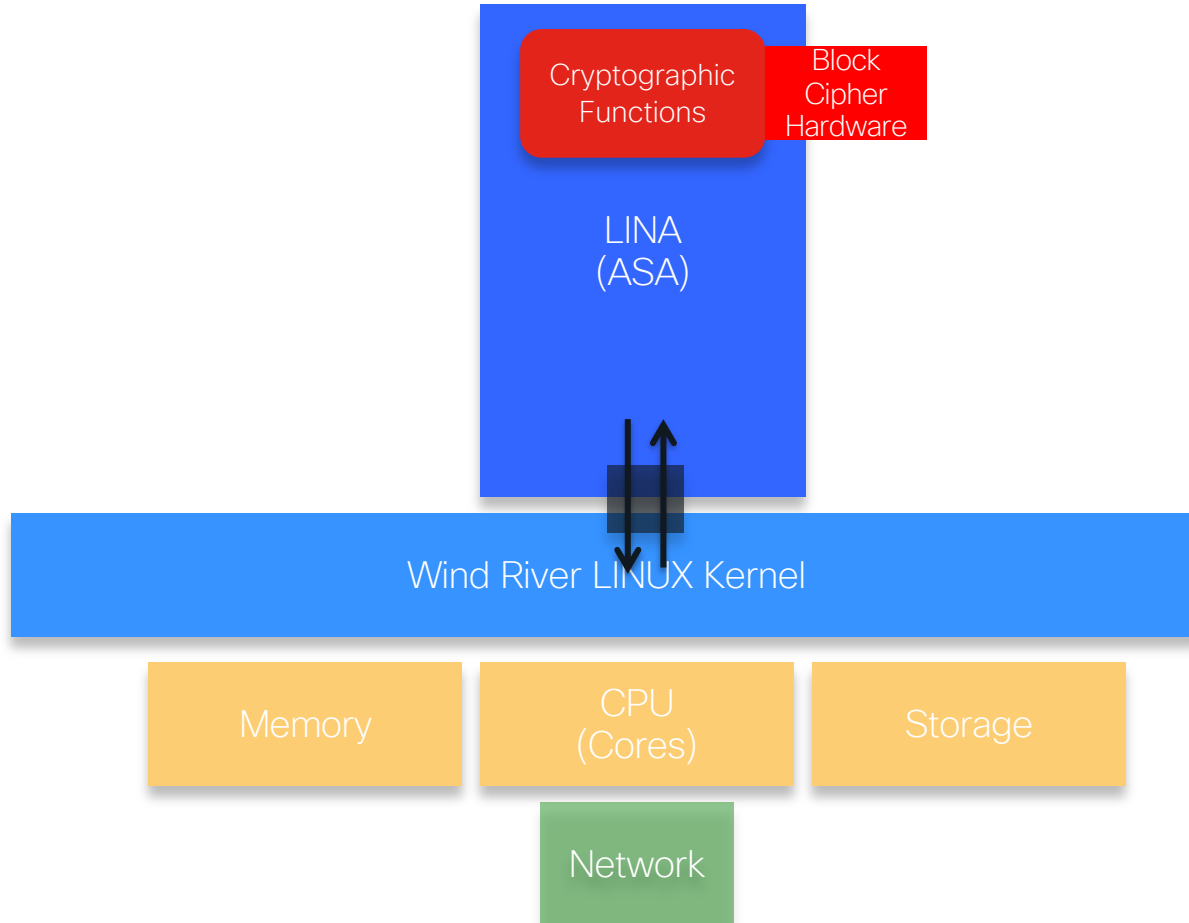 Cryptographic
Functions
Block
Cipher
Hardware
LINA
(ASA)
Wind River LINUX Kernel
Memory
CPU
(Cores)
Storage
Network